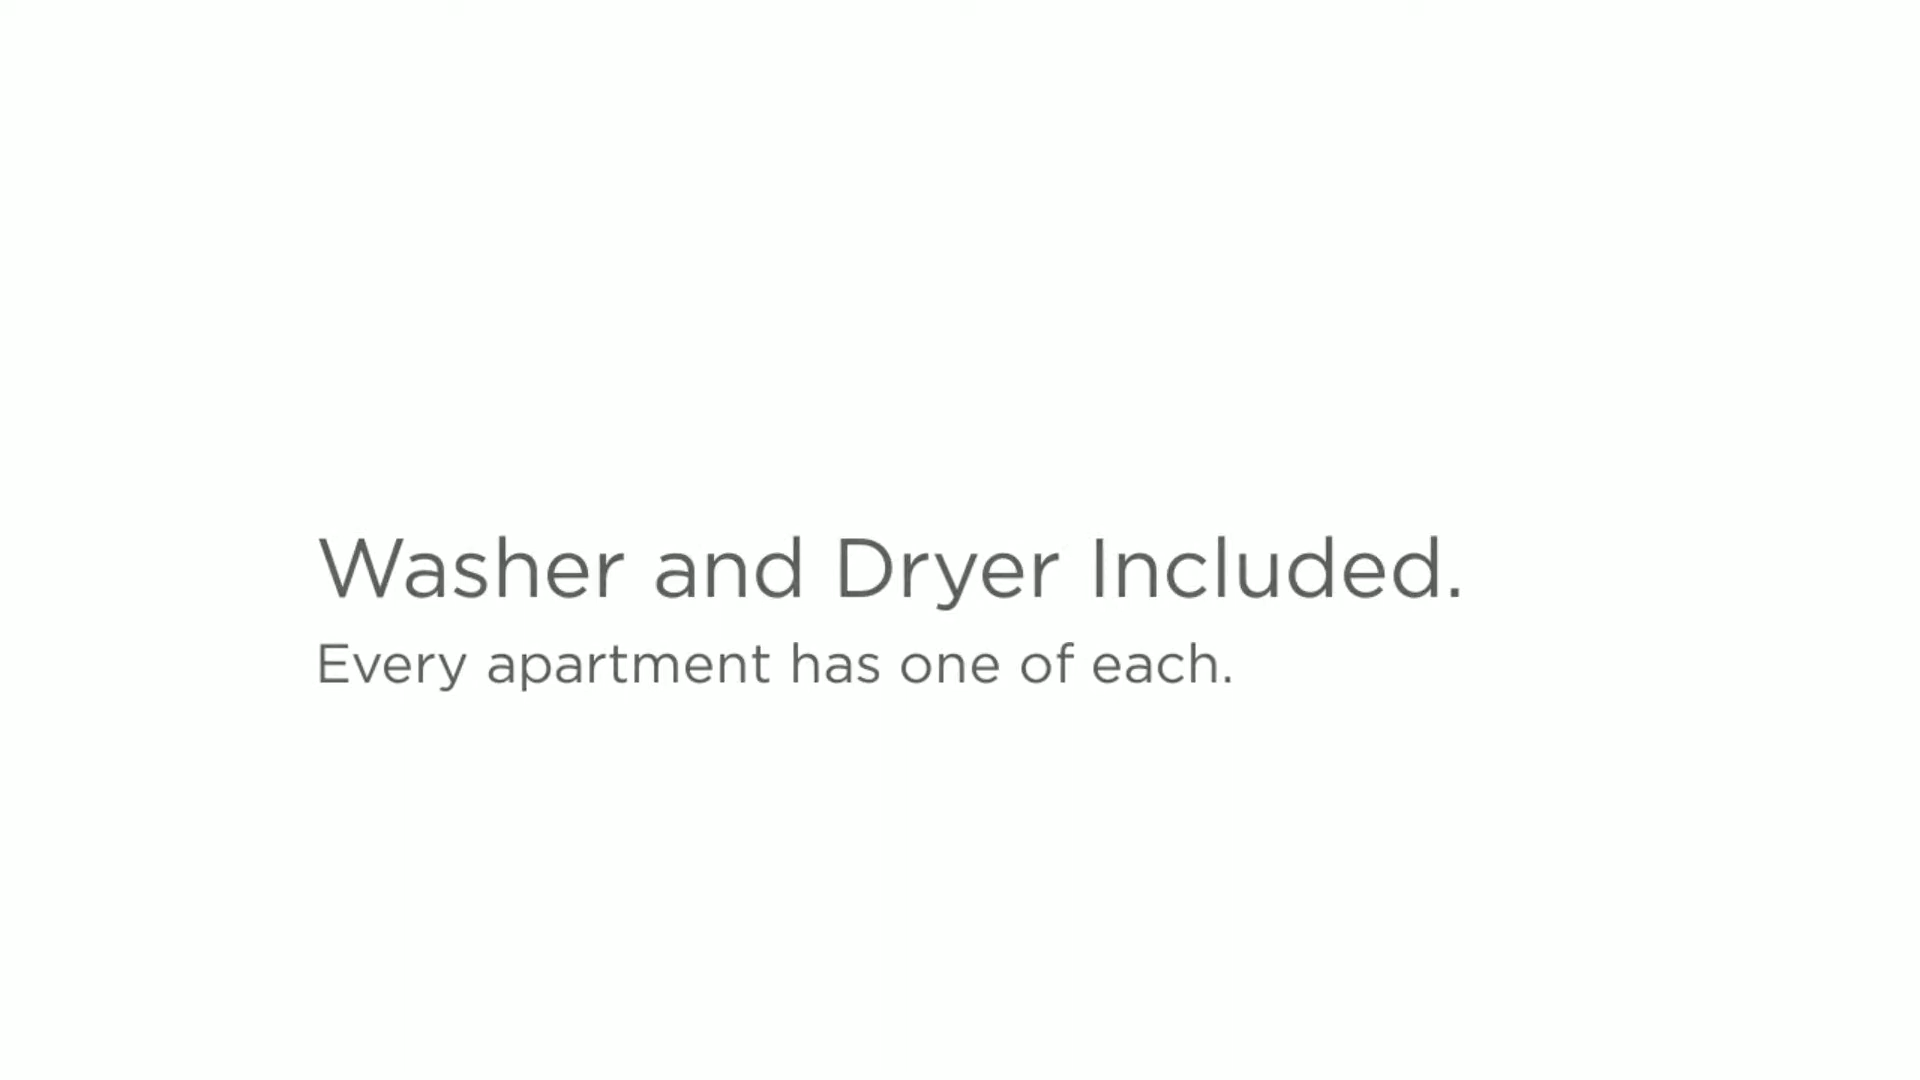 Washer and Dryer Included.
Every apartment has one of each.